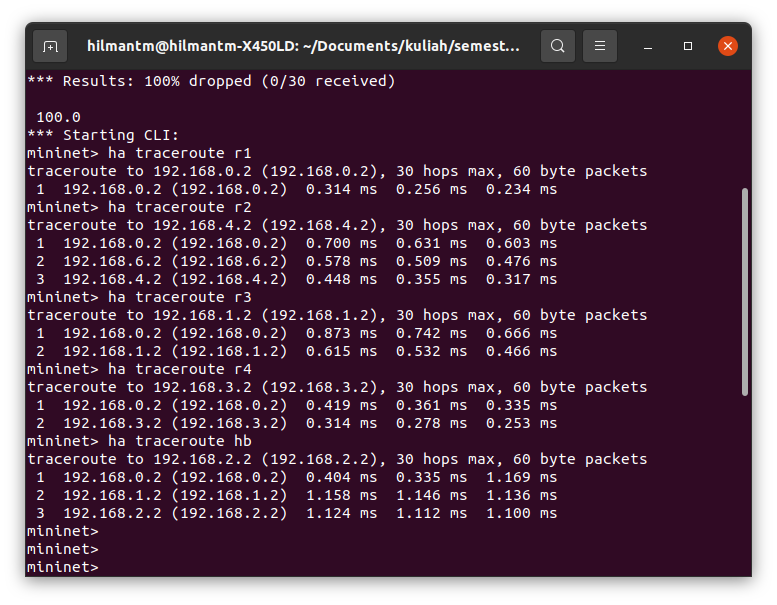 hilmantm@hilmantm-X450LD: ~/Documents/kuliah/semest...
*** Results: 100% dropped (0/30 received)
100.0
*** Starting CLI:
mininet> ha traceroute r1
traceroute to 192.168.0.2 (192.168.0.2), 30 hops max, 60 byte packets
 1  192.168.0.2 (192.168.0.2)  0.314 ms  0.256 ms  0.234 ms
mininet> ha traceroute r2
traceroute to 192.168.4.2 (192.168.4.2), 30 hops max, 60 byte packets
 1  192.168.0.2 (192.168.0.2)  0.700 ms  0.631 ms  0.603 ms
 2  192.168.6.2 (192.168.6.2)  0.578 ms  0.509 ms  0.476 ms
 3  192.168.4.2 (192.168.4.2)  0.448 ms  0.355 ms  0.317 ms
mininet> ha traceroute r3
traceroute to 192.168.1.2 (192.168.1.2), 30 hops max, 60 byte packets
 1  192.168.0.2 (192.168.0.2)  0.873 ms  0.742 ms  0.666 ms
 2  192.168.1.2 (192.168.1.2)  0.615 ms  0.532 ms  0.466 ms
mininet> ha traceroute r4
traceroute to 192.168.3.2 (192.168.3.2), 30 hops max, 60 byte packets
 1  192.168.0.2 (192.168.0.2)  0.419 ms  0.361 ms  0.335 ms
 2  192.168.3.2 (192.168.3.2)  0.314 ms  0.278 ms  0.253 ms
mininet> ha traceroute hb
traceroute to 192.168.2.2 (192.168.2.2), 30 hops max, 60 byte packets
 1  192.168.0.2 (192.168.0.2)  0.404 ms  0.335 ms  1.169 ms
 2  192.168.1.2 (192.168.1.2)  1.158 ms  1.146 ms  1.136 ms
 3  192.168.2.2 (192.168.2.2)  1.124 ms  1.112 ms  1.100 ms
mininet>
mininet>
mininet>